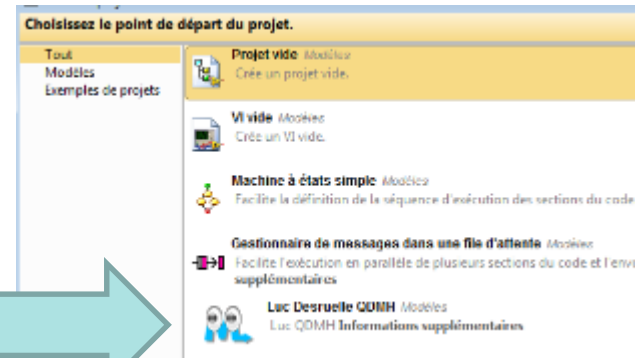 Choisissez le point de départ du projet.
Tout
Modèles
Exemples de projets
Projet vide Modèles
Crée un projet vide.
VI vide Modèles
Crée un VI vide.
Machine à états simple Modèles
Facilite la définition de la séquence d'exécution des sections du code
Gestionnaire de messages dans une file d'attente Modèles
Facilite l'exécution en parallèle de plusieurs sections du code et l'envi
supplémentaires
Luc Desruelle QDMH Modèles
Luc QDMH Informations supplémentaires